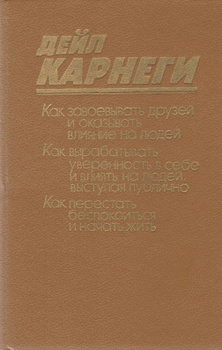 ДЕЙЛ
КАРНЕГИ
Как завоевывать друзей
и оказывать
влияние на людей
Как вырабатывать
уверенность в себе
и влиять на людей,
выступая публично
Как перестать
беспокоиться
и начать жить